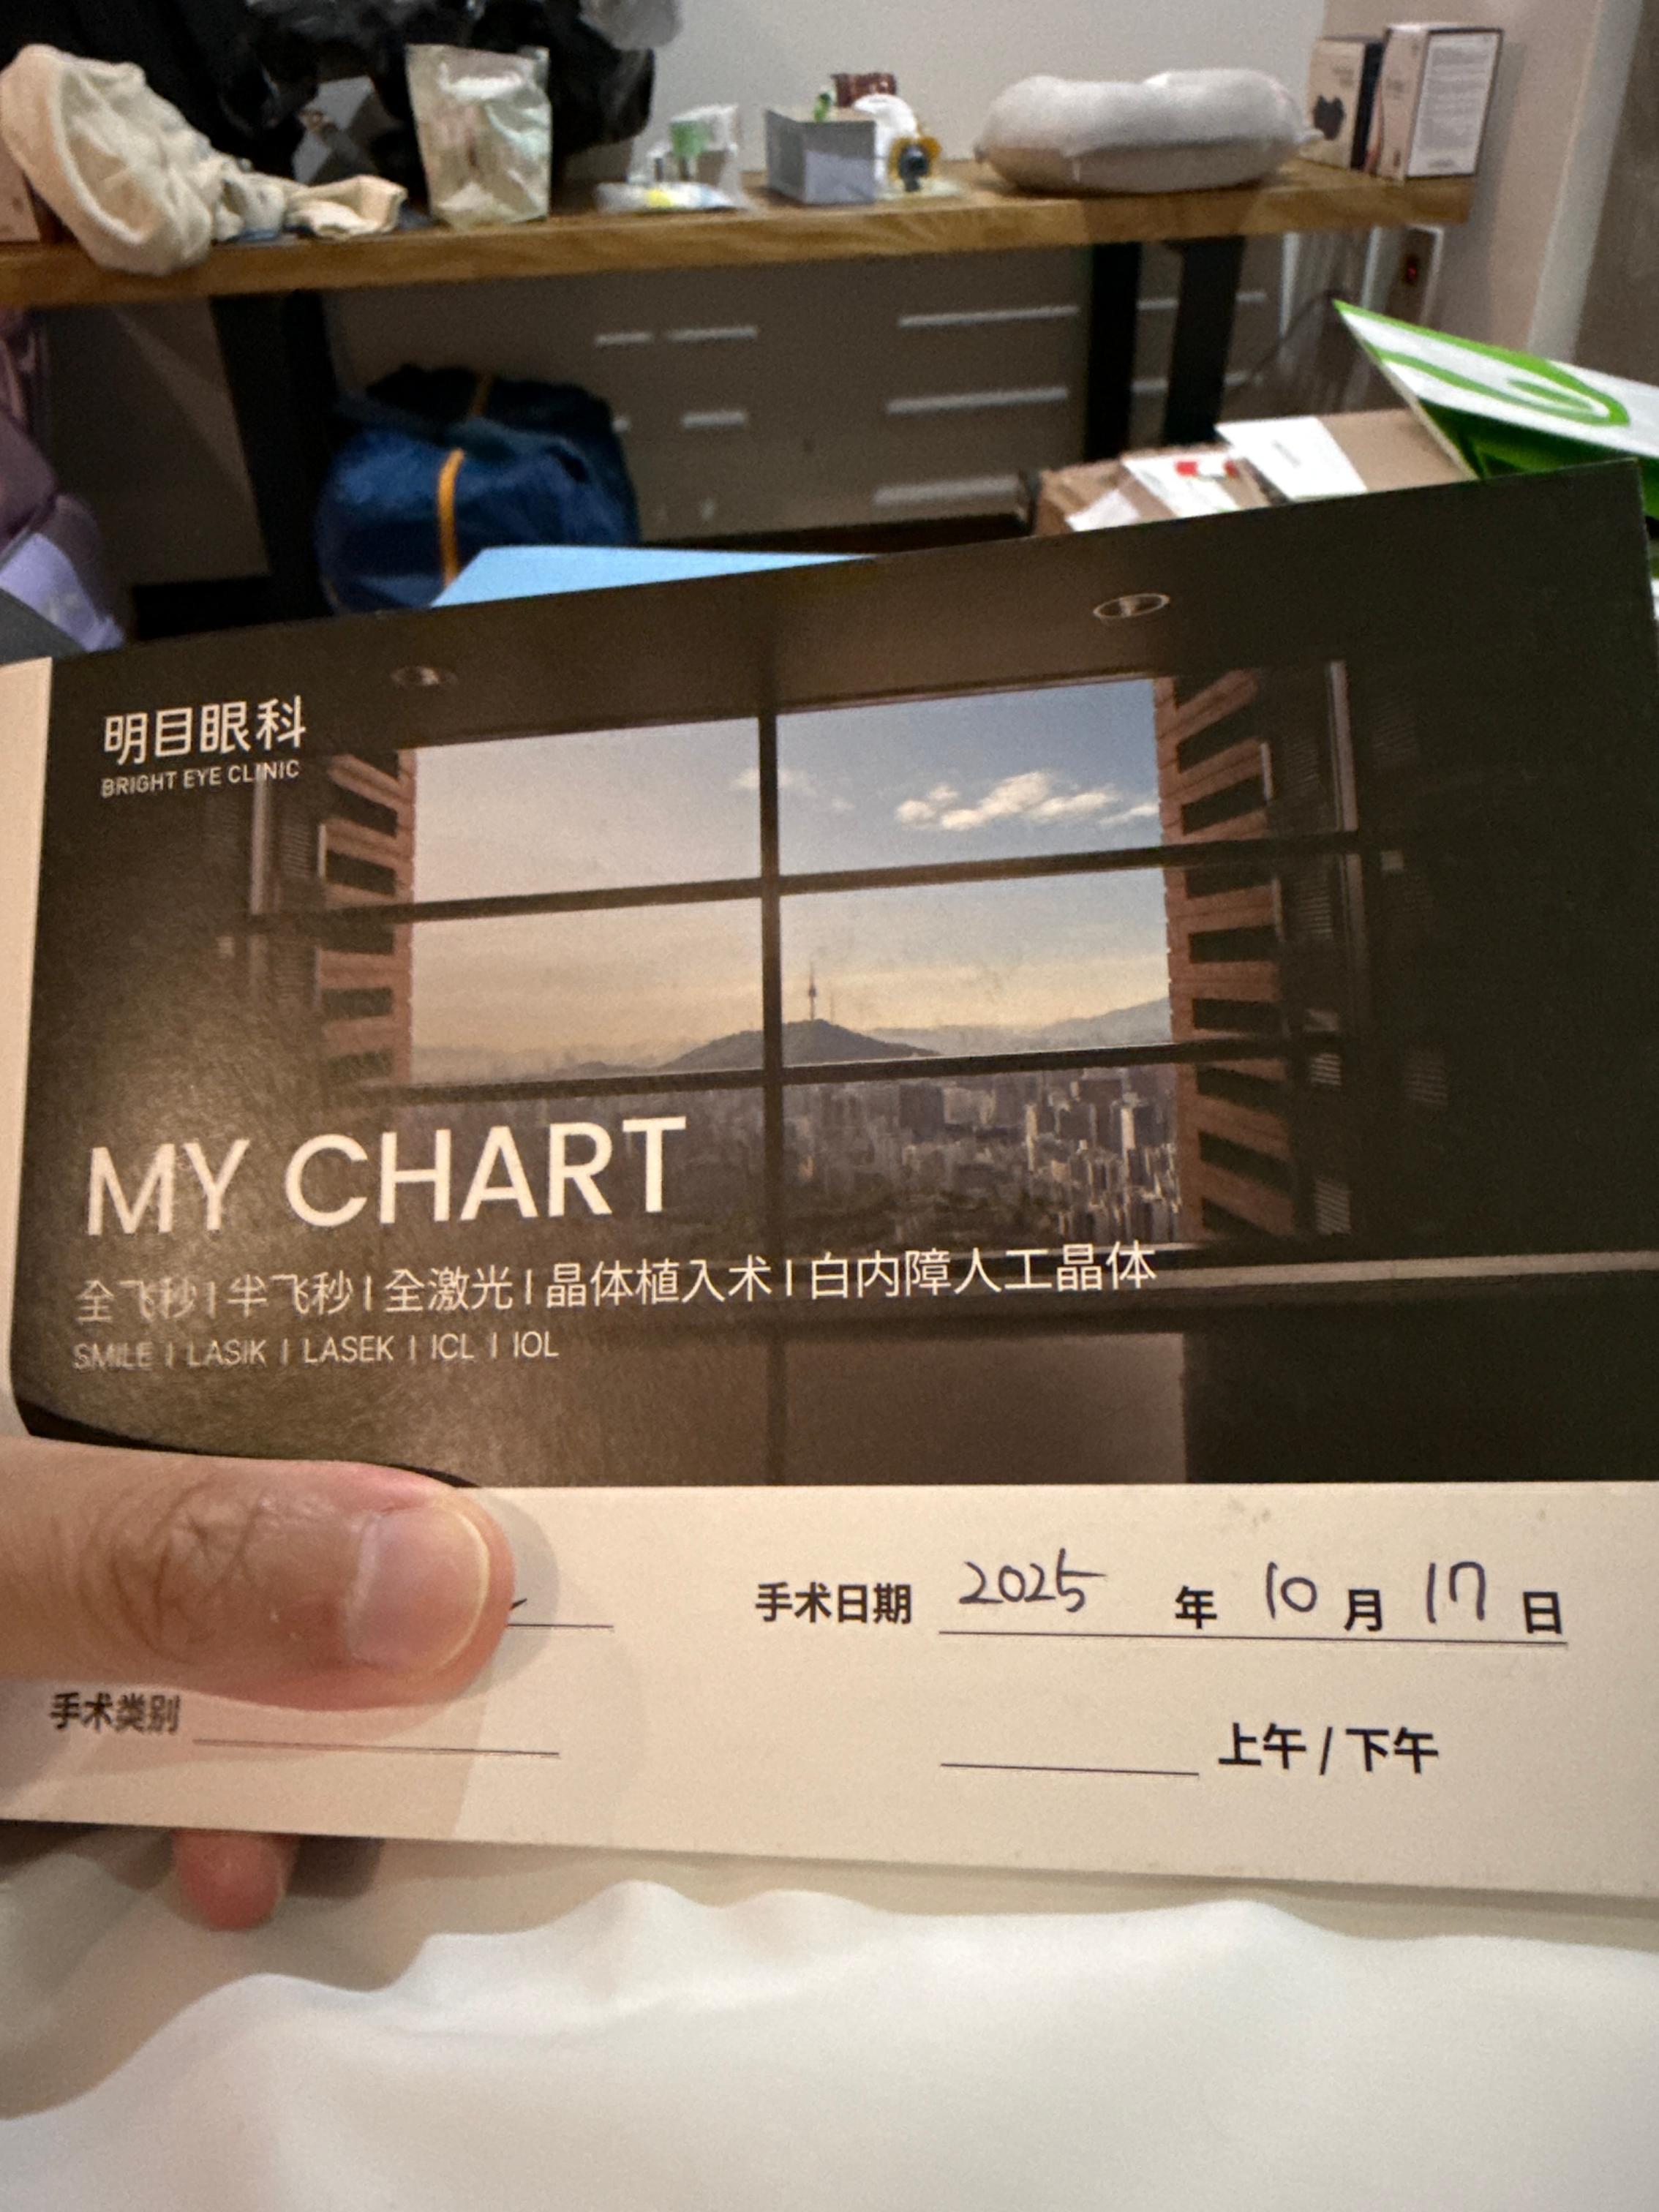 明目眼科
BRIGHT EYE CLINIC
MY CHART
全飞秒 | 半飞秒 | 全激光 | 晶体植入术 | 白内障人工晶体
SMILE | LASIK | LASEK | ICL | IOL
手术日期 2025 年 10 月 17 日
手术类别
上午 / 下午